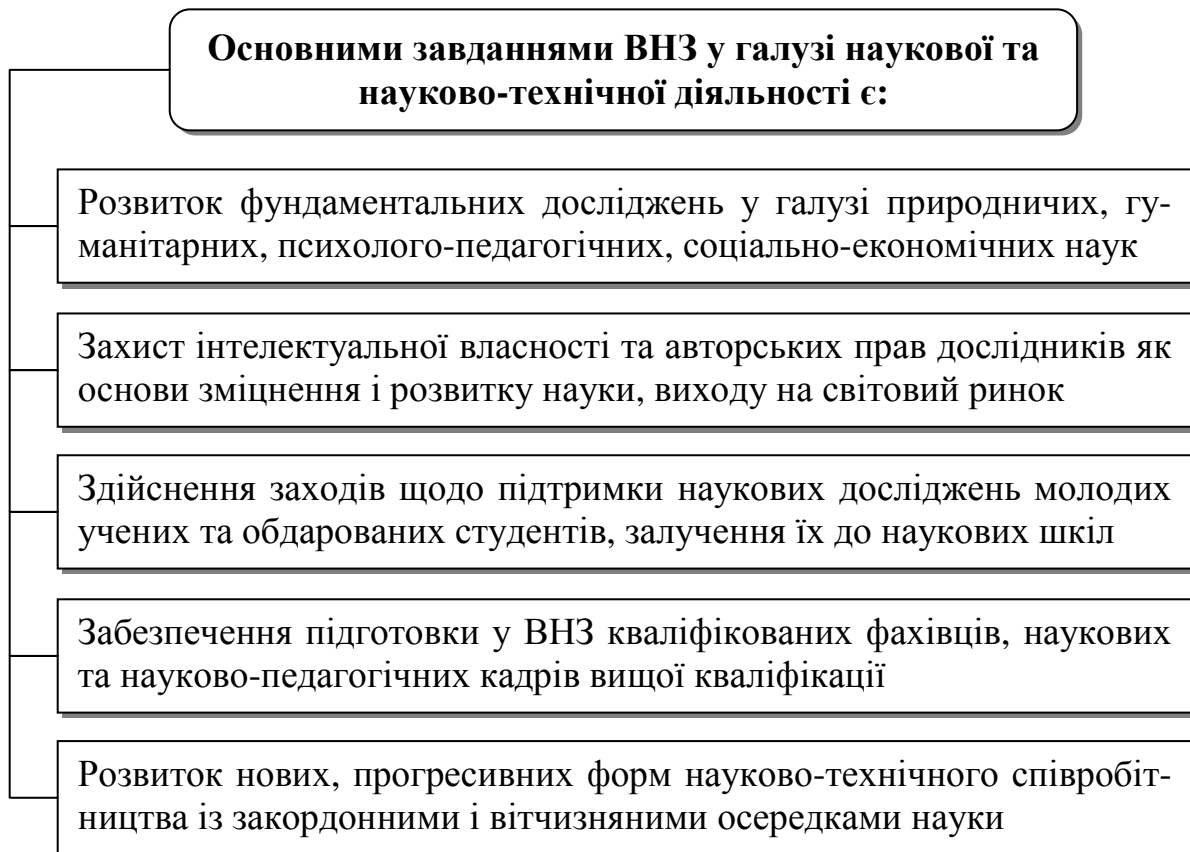 Основними завданнями ВНЗ у галузі наукової та
науково-технічної діяльності є:
Розвиток фундаментальних досліджень у галузі природничих, гу-
манітарних, психолого-педагогічних, соціально-економічних наук
Захист інтелектуальної власності та авторських прав дослідників як
основи зміцнення і розвитку науки, виходу на світовий ринок
Здійснення заходів щодо підтримки наукових досліджень молодих
учених та обдарованих студентів, залучення їх до наукових шкіл
Забезпечення підготовки у ВНЗ кваліфікованих фахівців, наукових
та науково-педагогічних кадрів вищої кваліфікації
Розвиток нових, прогресивних форм науково-технічного співробіт-
ництва із закордонними і вітчизняними осередками науки